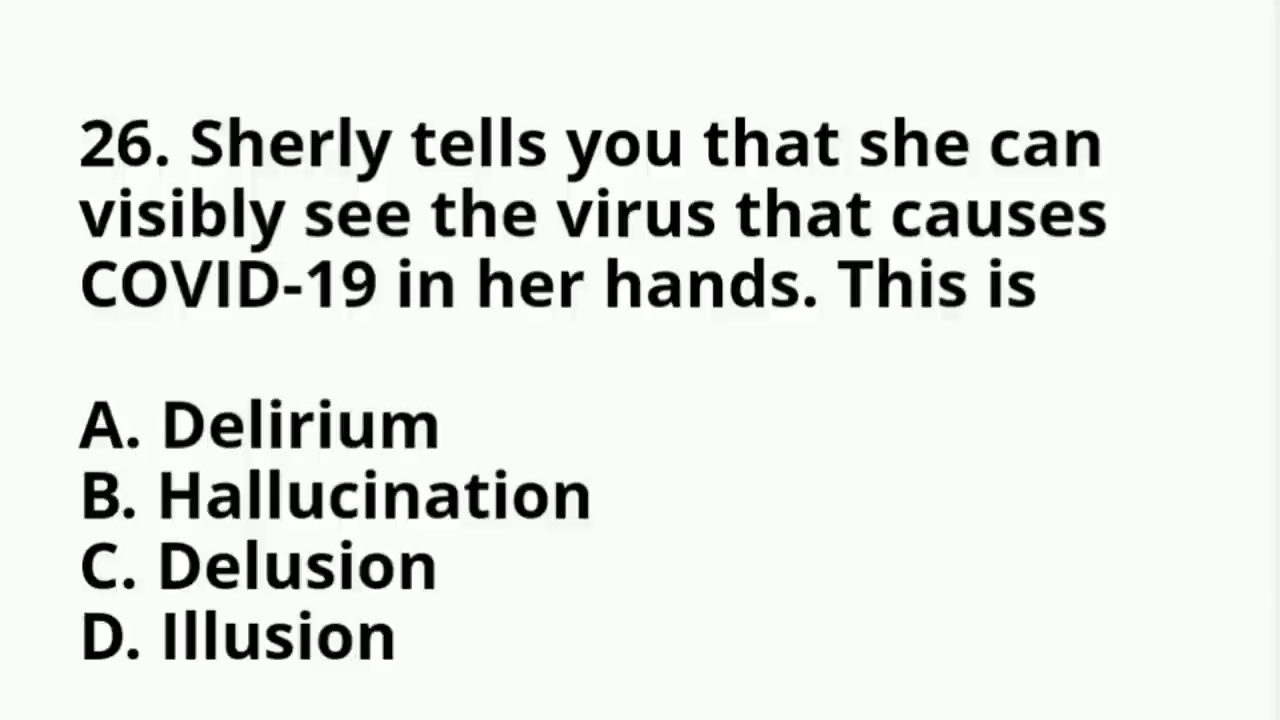 26. Sherly tells you that she can
visibly see the virus that causes
COVID-19 in her hands. This is
A. Delirium
B. Hallucination
C. Delusion
D. Illusion